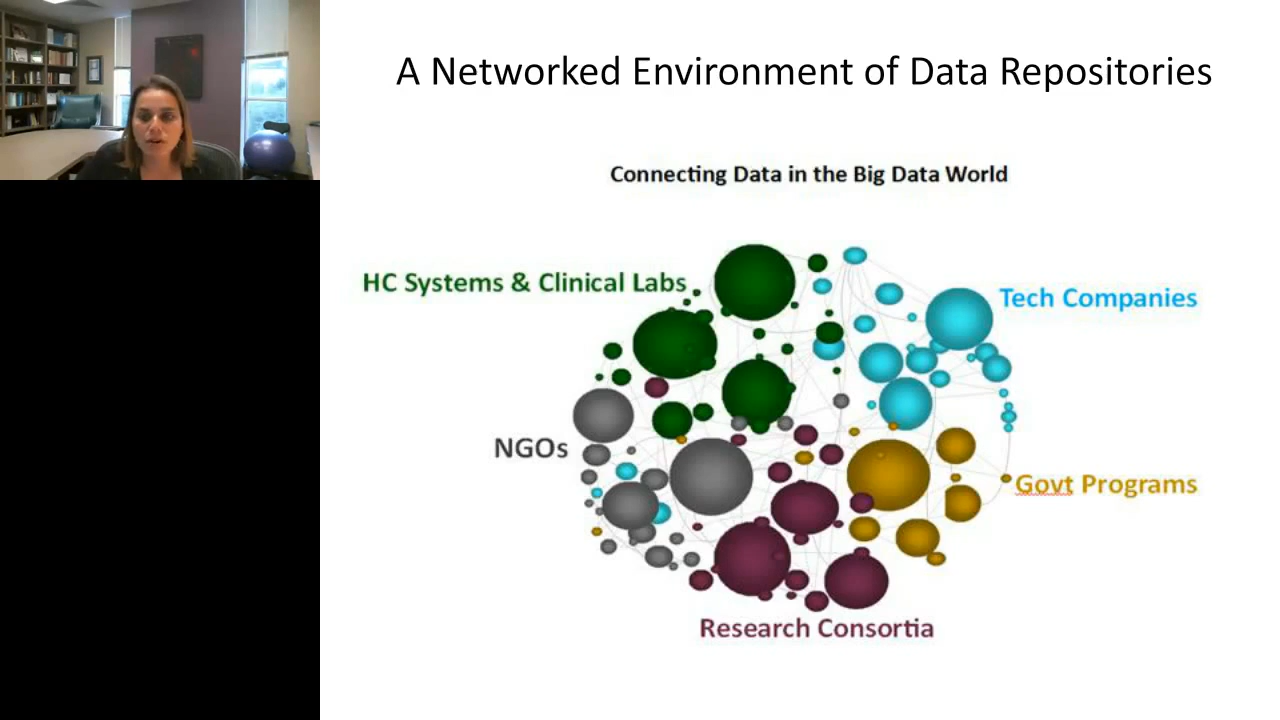 A Networked Environment of Data Repositories
Connecting Data in the Big Data World
HC Systems & Clinical Labs
Tech Companies
NGOs
Govt Programs
Research Consortia